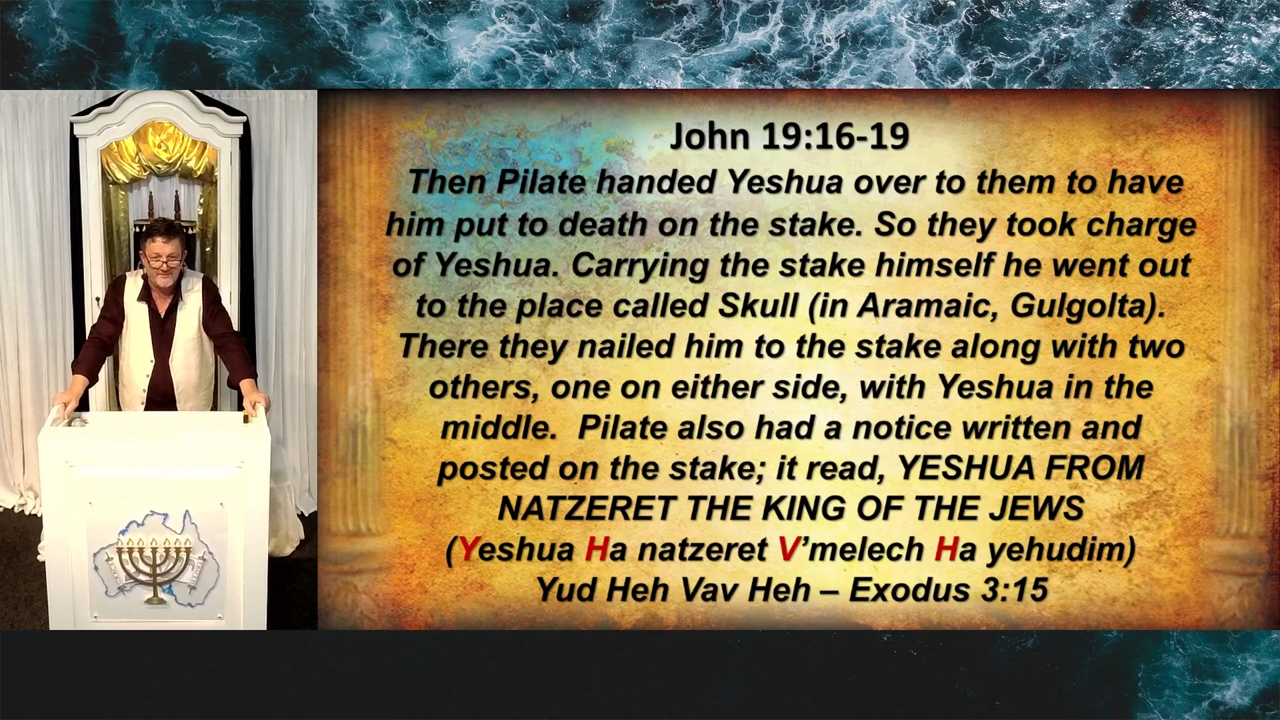 John 19:16-19
Then Pilate handed Yeshua over to them to have
him put to death on the stake. So they took charge
of Yeshua. Carrying the stake himself he went out
to the place called Skull (in Aramaic, Gulgolta).
There they nailed him to the stake along with two
others, one on either side, with Yeshua in the
middle.  Pilate also had a notice written and
posted on the stake; it read, YESHUA FROM
NATZERET THE KING OF THE JEWS
(Yeshua Ha natzeret V’melech Ha yehudim)
Yud Heh Vav Heh – Exodus 3:15